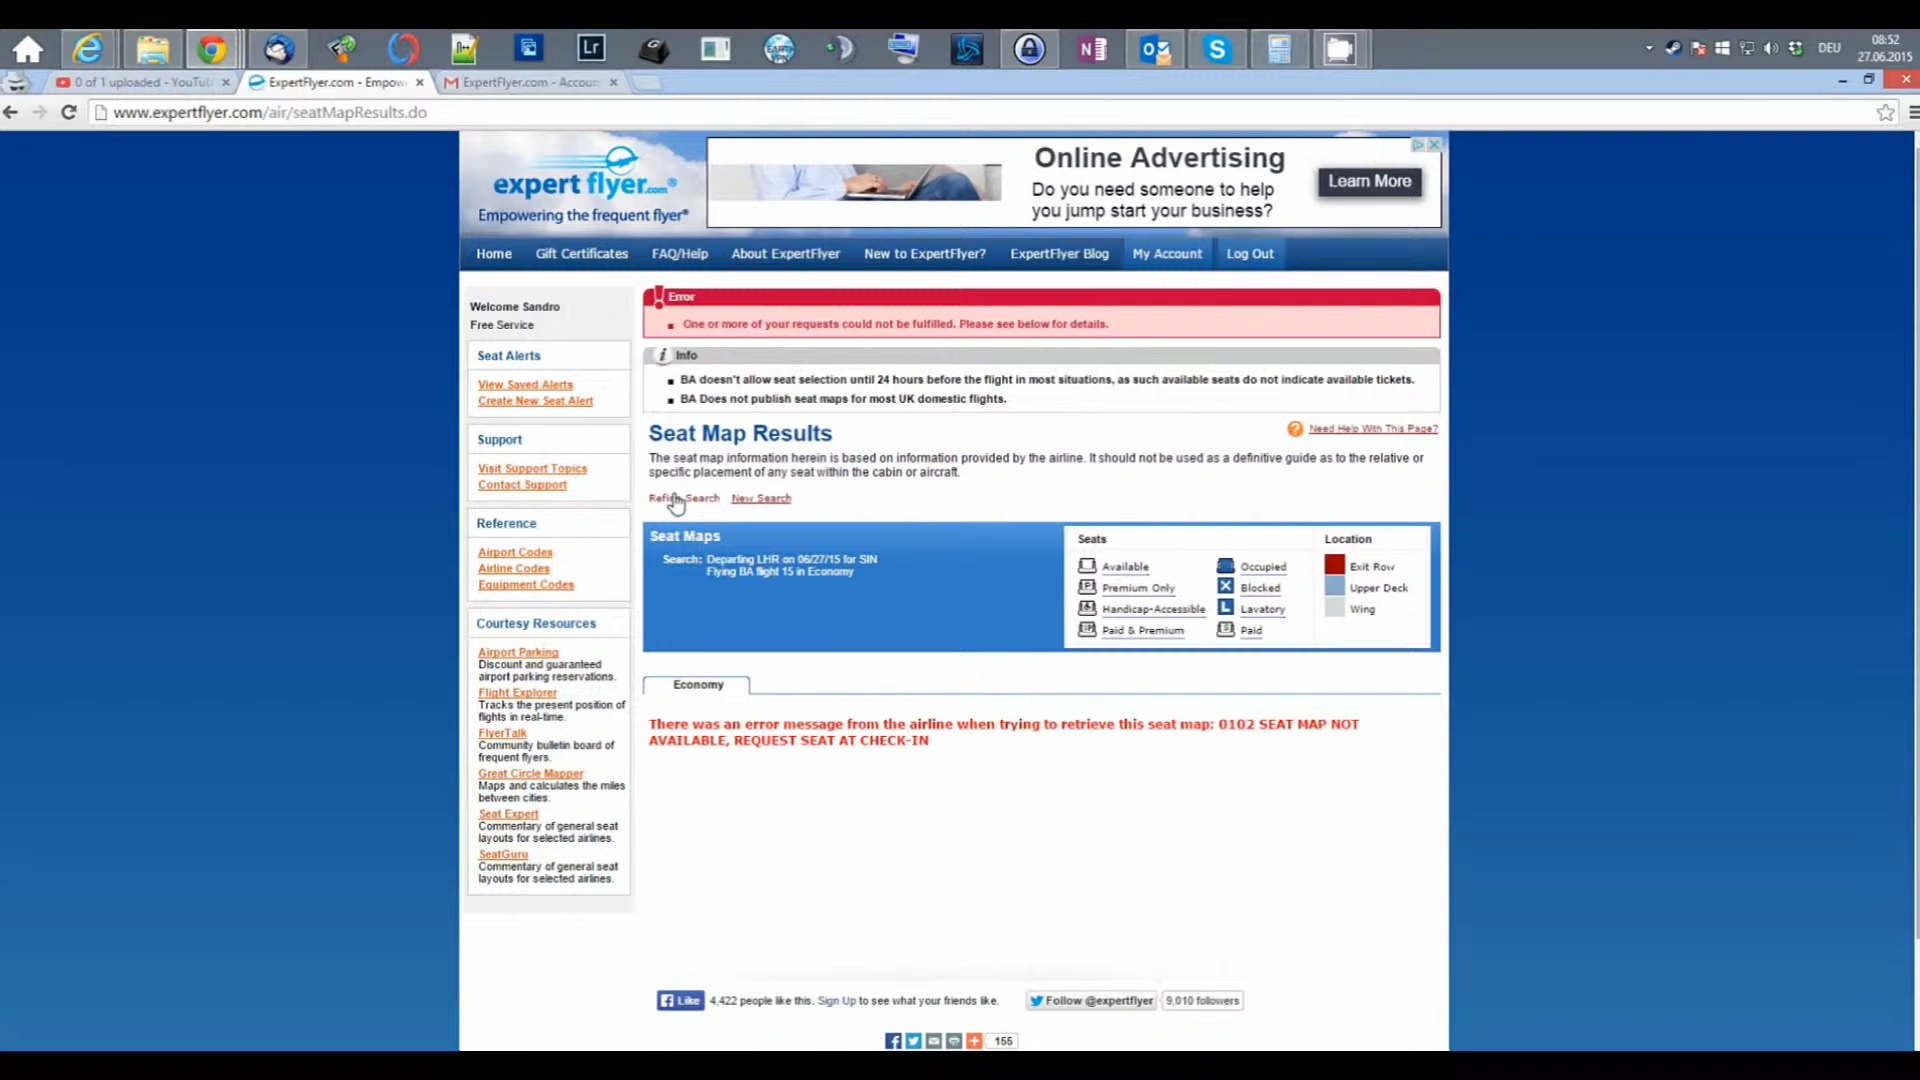 Lr
N
S
DEU
08:52
27.06.2015
0 of 1 uploaded - YouTub
ExpertFlyer.com - Empow
ExpertFlyer.com - Accoun
www.expertflyer.com/air/seatMapResults.do
expert flyer.com®
Empowering the frequent flyer®
Online Advertising
Do you need someone to help
you jump start your business?
Learn More
Home
Gift Certificates
FAQ/Help
About ExpertFlyer
New to ExpertFlyer?
ExpertFlyer Blog
My Account
Log Out
Welcome Sandro
Free Service
Seat Alerts
View Saved Alerts
Create New Seat Alert
Support
Visit Support Topics
Contact Support
Reference
Airport Codes
Airline Codes
Equipment Codes
Courtesy Resources
Airport Parking
Discount and guaranteed
airport parking reservations.
Flight Explorer
Tracks the present position of
flights in real-time.
FlyerTalk
Community bulletin board of
frequent flyers.
Great Circle Mapper
Maps and calculates the miles
between cities.
Seat Expert
Commentary of general seat
layouts for selected airlines.
SeatGuru
Commentary of general seat
layouts for selected airlines.
Error
One or more of your requests could not be fulfilled. Please see below for details.
Info
BA doesn't allow seat selection until 24 hours before the flight in most situations, as such available seats do not indicate available tickets.
BA Does not publish seat maps for most UK domestic flights.
Seat Map Results
Need Help With This Page?
The seat map information herein is based on information provided by the airline. It should not be used as a definitive guide as to the relative or
specific placement of any seat within the cabin or aircraft.
Refine Search New Search
Seat Maps
Search: Departing LHR on 06/27/15 for SIN
Flying BA flight 15 in Economy
Seats
Location
Available
Occupied
Exit Row
Premium Only
Blocked
Upper Deck
Handicap-Accessible
Lavatory
Wing
Paid & Premium
Paid
Economy
There was an error message from the airline when trying to retrieve this seat map: 0102 SEAT MAP NOT
AVAILABLE, REQUEST SEAT AT CHECK-IN
Like
4,422 people like this. Sign Up to see what your friends like.
Follow @expertflyer
9,010 followers
155